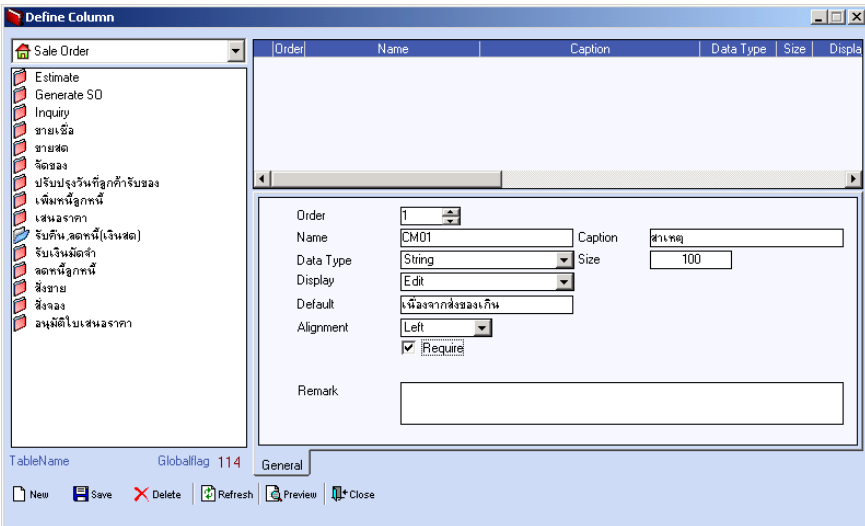 Define Column
Sale Order
Estimate
Generate SO
Inquiry
ขายเชื่อ
ขายสด
จัดของ
ปรับปรุงวันที่ลูกค้ารับของ
เพิ่มหนี้ลูกหนี้
เสนอราคา
รับคืน,ลดหนี้(เงินสด)
รับเงินมัดจำ
ลดหนี้ลูกหนี้
สั่งขาย
สั่งจอง
อนุมัติใบเสนอราคา
TableName Globalflag 114
Order Name Caption Data Type Size Displa
Order 1
Name CM01 Caption สาเหตุ
Data Type String Size 100
Display Edit
Default เนื่องจากส่งของเกิน
Alignment Left
Require
Remark
General
New Save Delete Refresh Preview Close